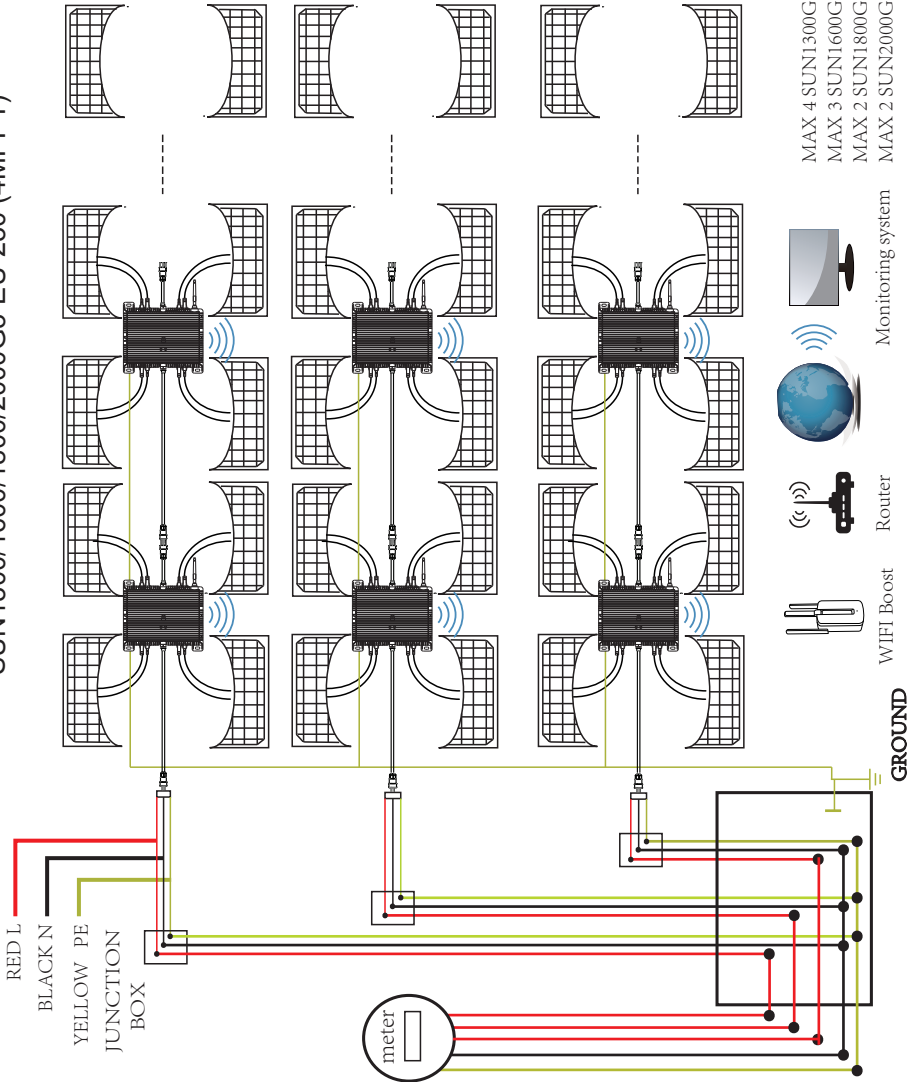 RED L
BLACK N
YELLOW PE
JUNCTION
BOX
meter
GROUND
WIFI Boost
Router
Monitoring system
MAX 4 SUN1300G
MAX 3 SUN1600G
MAX 2 SUN1800G
MAX 2 SUN2000G